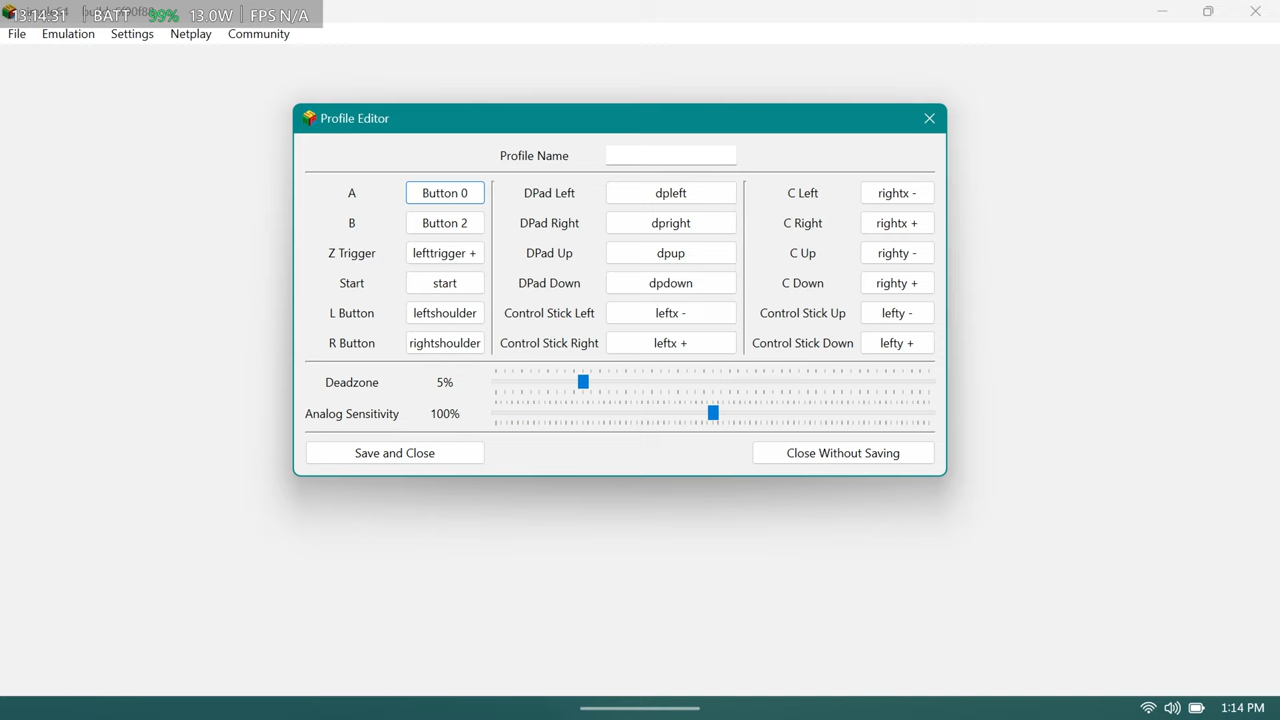 13:14:31 | BATT 99% 13.0W | FPS N/A
File Emulation Settings Netplay Community
Profile Editor
Profile Name
A Button 0 DPad Left dpleft C Left rightx -
B Button 2 DPad Right dpright C Right rightx +
Z Trigger lefttrigger + DPad Up dpup C Up righty -
Start start DPad Down dpdown C Down righty +
L Button leftshoulder Control Stick Left leftx - Control Stick Up lefty -
R Button rightshoulder Control Stick Right leftx + Control Stick Down lefty +
Deadzone 5%
Analog Sensitivity 100%
Save and Close Close Without Saving
1:14 PM